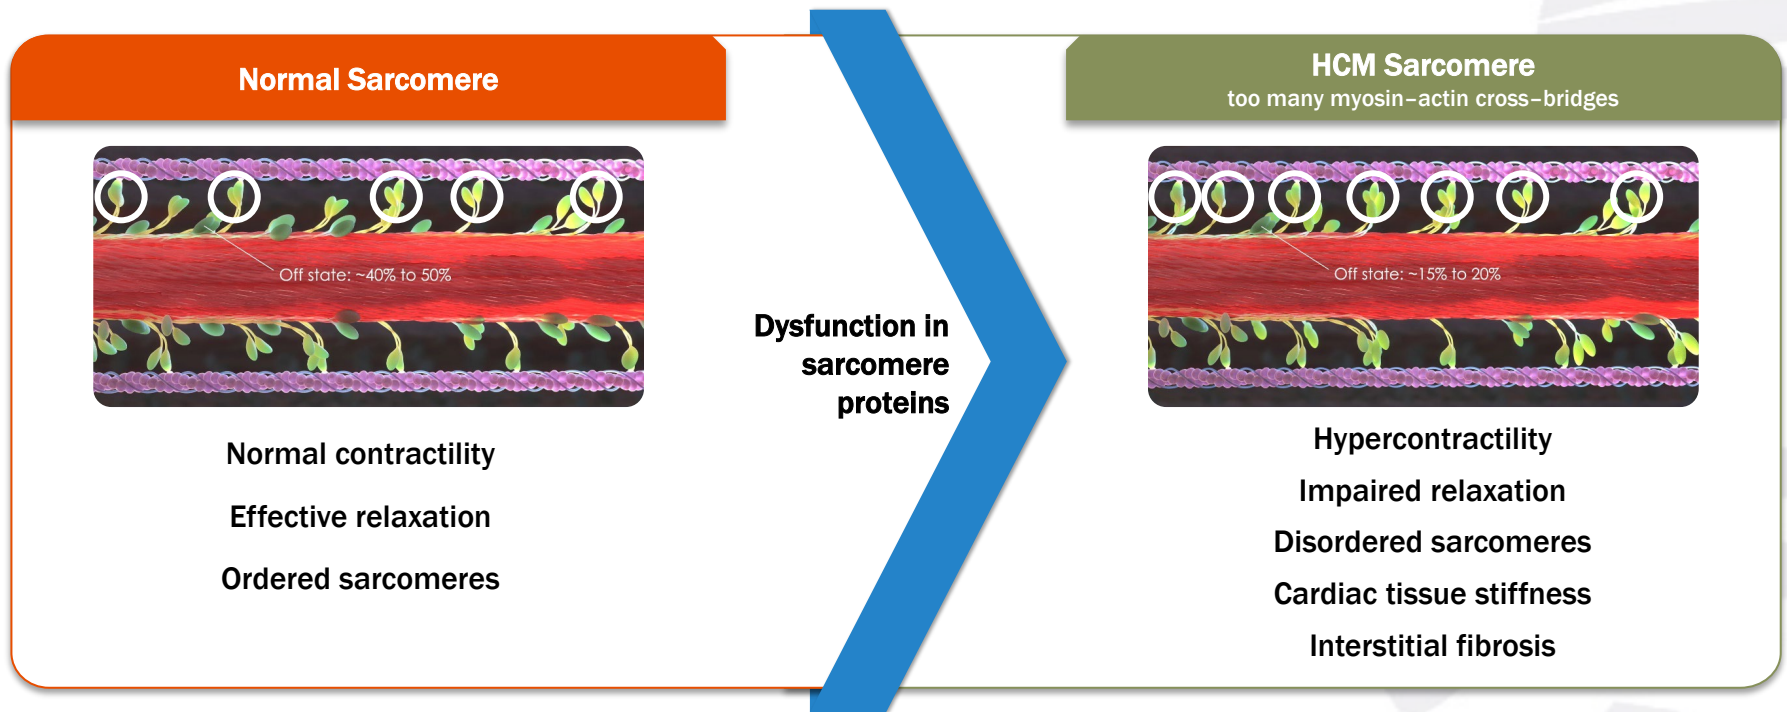 Normal Sarcomere
Off state: ~40% to 50%
Normal contractility
Effective relaxation
Ordered sarcomeres
Dysfunction in
sarcomere
proteins
HCM Sarcomere
too many myosin–actin cross–bridges
Off state: ~15% to 20%
Hypercontractility
Impaired relaxation
Disordered sarcomeres
Cardiac tissue stiffness
Interstitial fibrosis